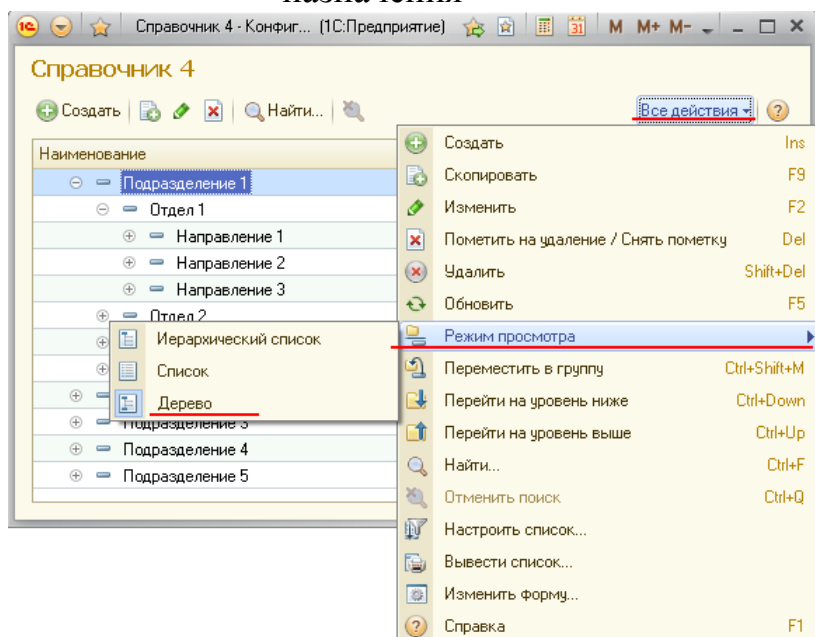 назначения
Справочник 4 - Конфиг... (1С:Предприятие)
31 M M+ M-
Справочник 4
Создать
Найти...
Все действия
Наименование
Подразделение 1
Отдел 1
Направление 1
Направление 2
Направление 3
Отдел 2
Подразделение 3
Подразделение 4
Подразделение 5
Иерархический список
Список
Дерево
Создать Ins
Скопировать F9
Изменить F2
Пометить на удаление / Снять пометку Del
Удалить Shift+Del
Обновить F5
Режим просмотра
Переместить в группу Ctrl+Shift+M
Перейти на уровень ниже Ctrl+Down
Перейти на уровень выше Ctrl+Up
Найти... Ctrl+F
Отменить поиск Ctrl+Q
Настроить список...
Вывести список...
Изменить форму...
Справка F1